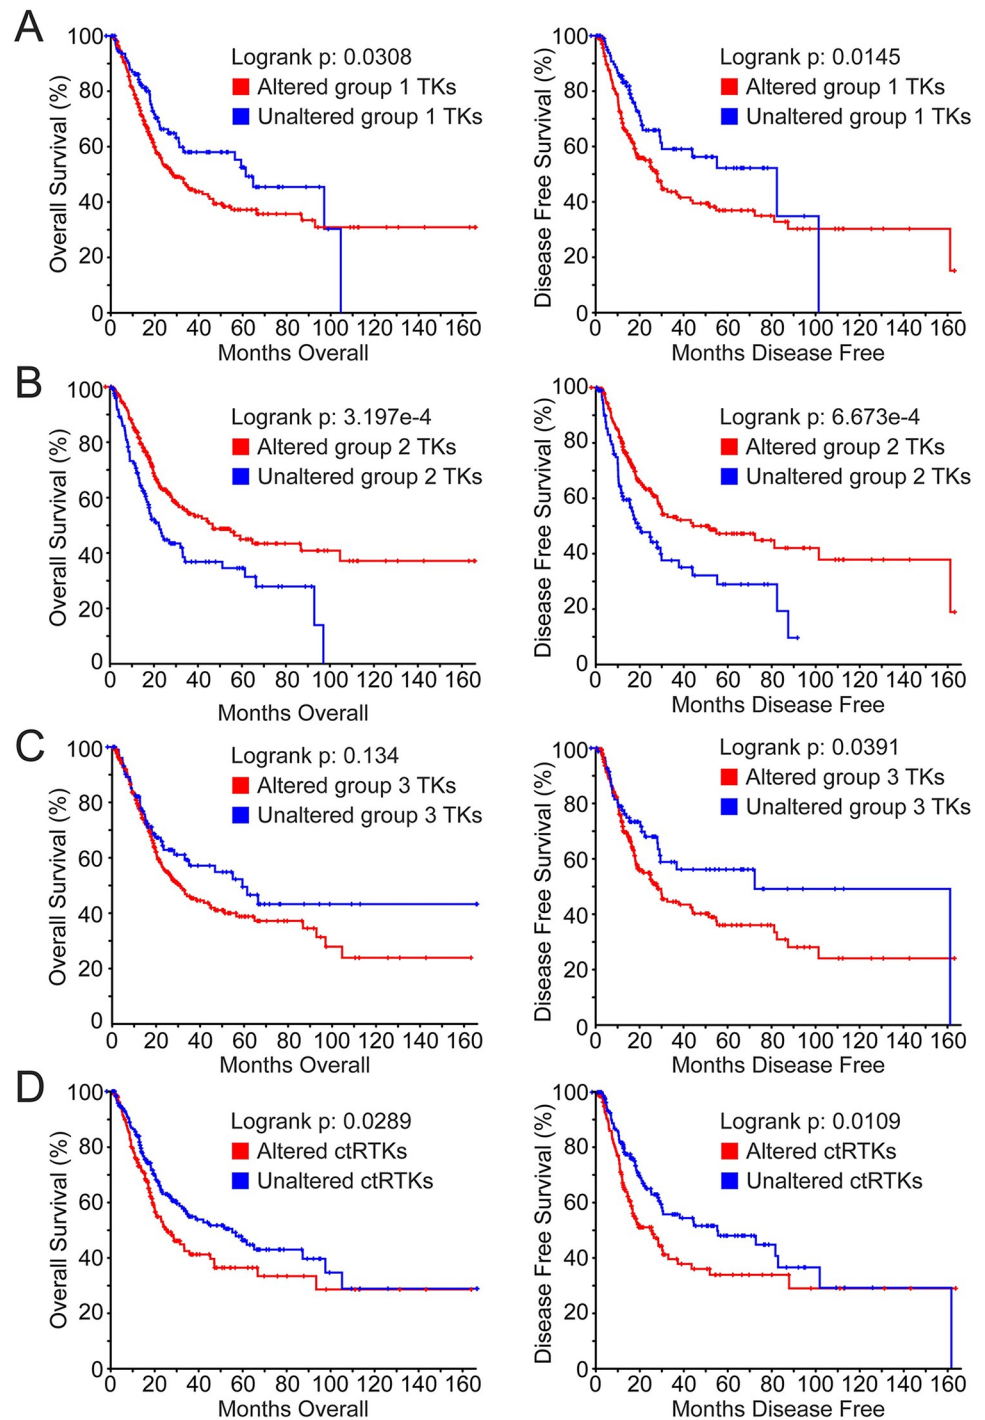 A
Logrank p: 0.0308
Altered group 1 TKs
Unaltered group 1 TKs
Overall Survival (%)
100
80
60
40
20
0
0 20 40 60 80 100 120 140 160
Months Overall
Logrank p: 0.0145
Altered group 1 TKs
Unaltered group 1 TKs
Disease Free Survival (%)
100
80
60
40
20
0
0 20 40 60 80 100 120 140 160
Months Disease Free
B
Logrank p: 3.197e-4
Altered group 2 TKs
Unaltered group 2 TKs
Overall Survival (%)
100
80
60
40
20
0
0 20 40 60 80 100 120 140 160
Months Overall
Logrank p: 6.673e-4
Altered group 2 TKs
Unaltered group 2 TKs
Disease Free Survival (%)
100
80
60
40
20
0
0 20 40 60 80 100 120 140 160
Months Disease Free
C
Logrank p: 0.134
Altered group 3 TKs
Unaltered group 3 TKs
Overall Survival (%)
100
80
60
40
20
0
0 20 40 60 80 100 120 140 160
Months Overall
Logrank p: 0.0391
Altered group 3 TKs
Unaltered group 3 TKs
Disease Free Survival (%)
100
80
60
40
20
0
0 20 40 60 80 100 120 140 160
Months Disease Free
D
Logrank p: 0.0289
Altered ctRTKs
Unaltered ctRTKs
Overall Survival (%)
100
80
60
40
20
0
0 20 40 60 80 100 120 140 160
Months Overall
Logrank p: 0.0109
Altered ctRTKs
Unaltered ctRTKs
Disease Free Survival (%)
100
80
60
40
20
0
0 20 40 60 80 100 120 140 160
Months Disease Free